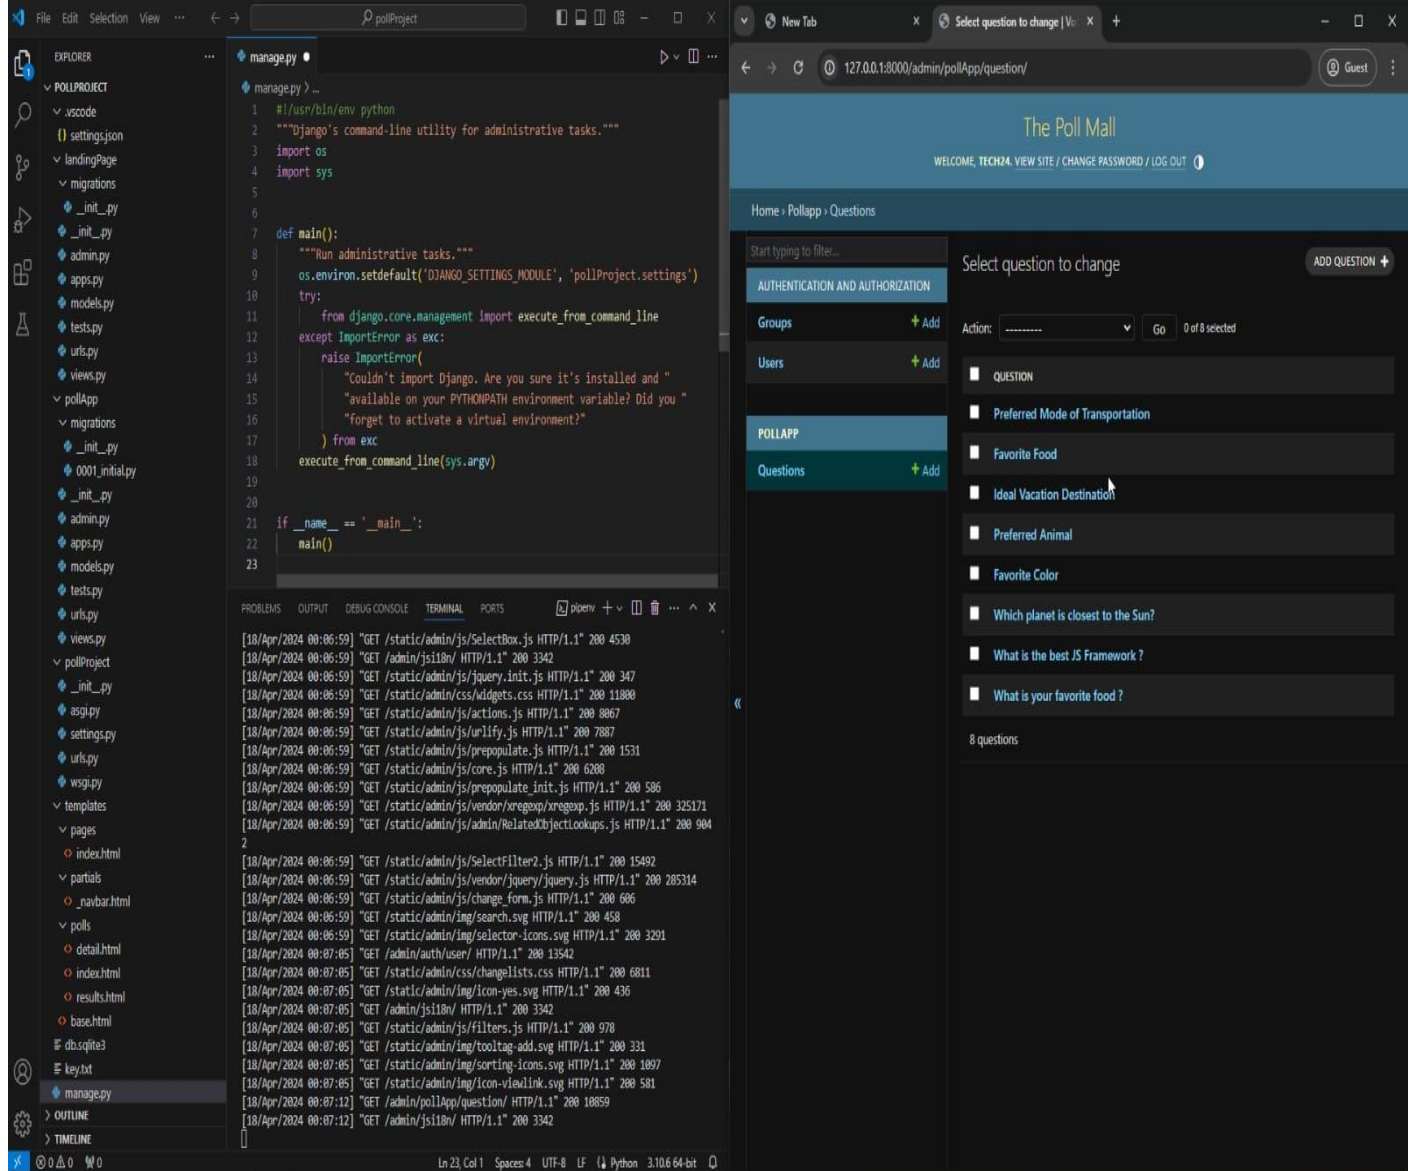 File Edit Selection View ··· ← → pollProject
EXPLORER ···
POLLPROJECT
.vscode
{} settings.json
landingPage
migrations
__init__.py
__init__.py
admin.py
apps.py
models.py
tests.py
urls.py
views.py
pollApp
migrations
__init__.py
0001_initial.py
__init__.py
admin.py
apps.py
models.py
tests.py
urls.py
views.py
pollProject
__init__.py
asgi.py
settings.py
urls.py
wsgi.py
templates
pages
index.html
partials
_navbar.html
polls
detail.html
index.html
results.html
base.html
db.sqlite3
key.txt
manage.py
OUTLINE
TIMELINE
manage.py
manage.py > ...
1 #!/usr/bin/env python
2 """Django's command-line utility for administrative tasks."""
3 import os
4 import sys
5
6
7 def main():
8 """Run administrative tasks."""
9 os.environ.setdefault('DJANGO_SETTINGS_MODULE', 'pollProject.settings')
10 try:
11 from django.core.management import execute_from_command_line
12 except ImportError as exc:
13 raise ImportError(
14 "Couldn't import Django. Are you sure it's installed and "
15 "available on your PYTHONPATH environment variable? Did you "
16 "forget to activate a virtual environment?"
17 ) from exc
18 execute_from_command_line(sys.argv)
19
20
21 if __name__ == '__main__':
22 main()
23
PROBLEMS OUTPUT DEBUG CONSOLE TERMINAL PORTS pipenv
[18/Apr/2024 00:06:59] "GET /static/admin/js/SelectBox.js HTTP/1.1" 200 4530
[18/Apr/2024 00:06:59] "GET /admin/jsi18n/ HTTP/1.1" 200 3342
[18/Apr/2024 00:06:59] "GET /static/admin/js/jquery.init.js HTTP/1.1" 200 347
[18/Apr/2024 00:06:59] "GET /static/admin/css/widgets.css HTTP/1.1" 200 11800
[18/Apr/2024 00:06:59] "GET /static/admin/js/actions.js HTTP/1.1" 200 8067
[18/Apr/2024 00:06:59] "GET /static/admin/js/urlify.js HTTP/1.1" 200 7887
[18/Apr/2024 00:06:59] "GET /static/admin/js/prepopulate.js HTTP/1.1" 200 1531
[18/Apr/2024 00:06:59] "GET /static/admin/js/core.js HTTP/1.1" 200 6208
[18/Apr/2024 00:06:59] "GET /static/admin/js/prepopulate_init.js HTTP/1.1" 200 586
[18/Apr/2024 00:06:59] "GET /static/admin/js/vendor/xregexp/xregexp.js HTTP/1.1" 200 325171
[18/Apr/2024 00:06:59] "GET /static/admin/js/admin/RelatedObjectLookups.js HTTP/1.1" 200 904
2
[18/Apr/2024 00:06:59] "GET /static/admin/js/SelectFilter2.js HTTP/1.1" 200 15492
[18/Apr/2024 00:06:59] "GET /static/admin/js/vendor/jquery/jquery.js HTTP/1.1" 200 285314
[18/Apr/2024 00:06:59] "GET /static/admin/js/change_form.js HTTP/1.1" 200 606
[18/Apr/2024 00:06:59] "GET /static/admin/img/search.svg HTTP/1.1" 200 458
[18/Apr/2024 00:06:59] "GET /static/admin/img/selector-icons.svg HTTP/1.1" 200 3291
[18/Apr/2024 00:07:05] "GET /admin/auth/user/ HTTP/1.1" 200 13542
[18/Apr/2024 00:07:05] "GET /static/admin/css/changelists.css HTTP/1.1" 200 6811
[18/Apr/2024 00:07:05] "GET /static/admin/img/icon-yes.svg HTTP/1.1" 200 436
[18/Apr/2024 00:07:05] "GET /admin/jsi18n/ HTTP/1.1" 200 3342
[18/Apr/2024 00:07:05] "GET /static/admin/js/filters.js HTTP/1.1" 200 978
[18/Apr/2024 00:07:05] "GET /static/admin/img/tooltag-add.svg HTTP/1.1" 200 331
[18/Apr/2024 00:07:05] "GET /static/admin/img/sorting-icons.svg HTTP/1.1" 200 1097
[18/Apr/2024 00:07:05] "GET /static/admin/img/icon-viewlink.svg HTTP/1.1" 200 581
[18/Apr/2024 00:07:12] "GET /admin/pollApp/question/ HTTP/1.1" 200 10859
[18/Apr/2024 00:07:12] "GET /admin/jsi18n/ HTTP/1.1" 200 3342
0 0 0 Ln 23, Col 1 Spaces: 4 UTF-8 LF Python 3.10.6 64-bit
New Tab × Select question to change | Vo × +
127.0.0.1:8000/admin/pollApp/question/ Guest
The Poll Mall
WELCOME, TECH24. VIEW SITE / CHANGE PASSWORD / LOG OUT
Home › Pollapp › Questions
Start typing to filter...
AUTHENTICATION AND AUTHORIZATION
Groups + Add
Users + Add
POLLAPP
Questions + Add
«
Select question to change ADD QUESTION +
Action: --------- Go 0 of 8 selected
QUESTION
Preferred Mode of Transportation
Favorite Food
Ideal Vacation Destination
Preferred Animal
Favorite Color
Which planet is closest to the Sun?
What is the best JS Framework ?
What is your favorite food ?
8 questions